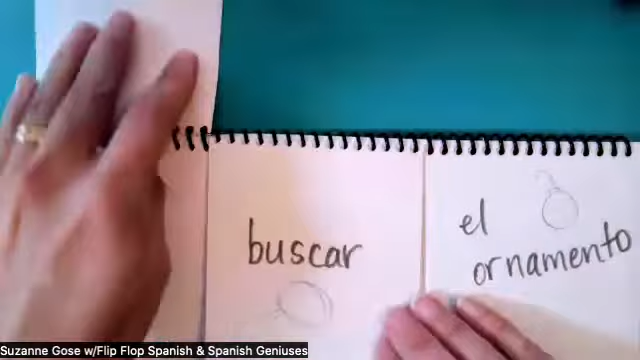 buscar
el
ornamento
Suzanne Gose w/Flip Flop Spanish & Spanish Geniuses